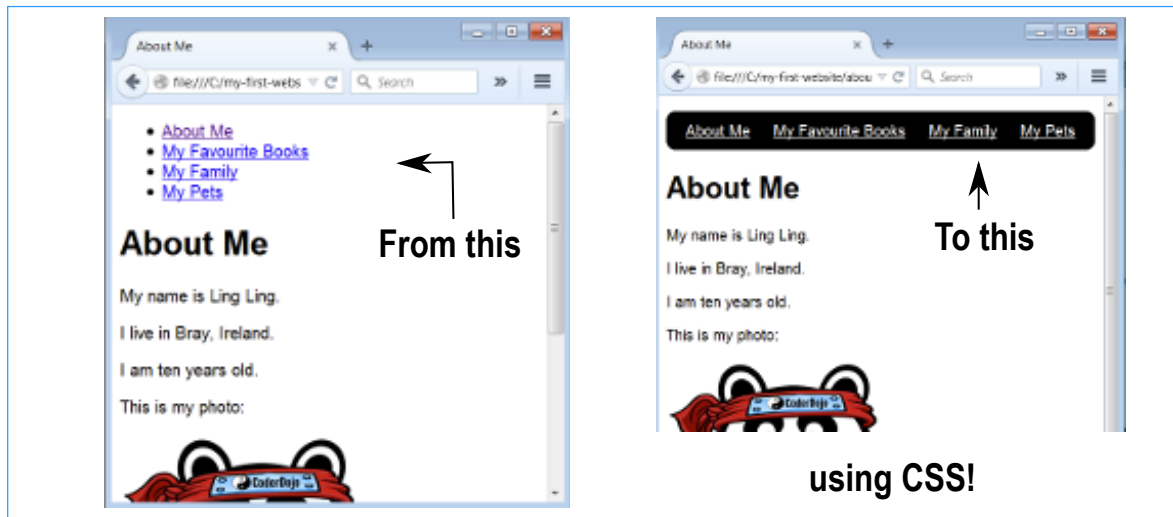 About Me
file:///C:/my-first-webs
Search
About Me
My Favourite Books
My Family
My Pets
About Me
My name is Ling Ling.
I live in Bray, Ireland.
I am ten years old.
This is my photo:
CoderDojo
From this
About Me
file:///C:/my-first-website/abou
Search
About Me My Favourite Books My Family My Pets
About Me
My name is Ling Ling.
I live in Bray, Ireland.
I am ten years old.
This is my photo:
CoderDojo
To this
using CSS!